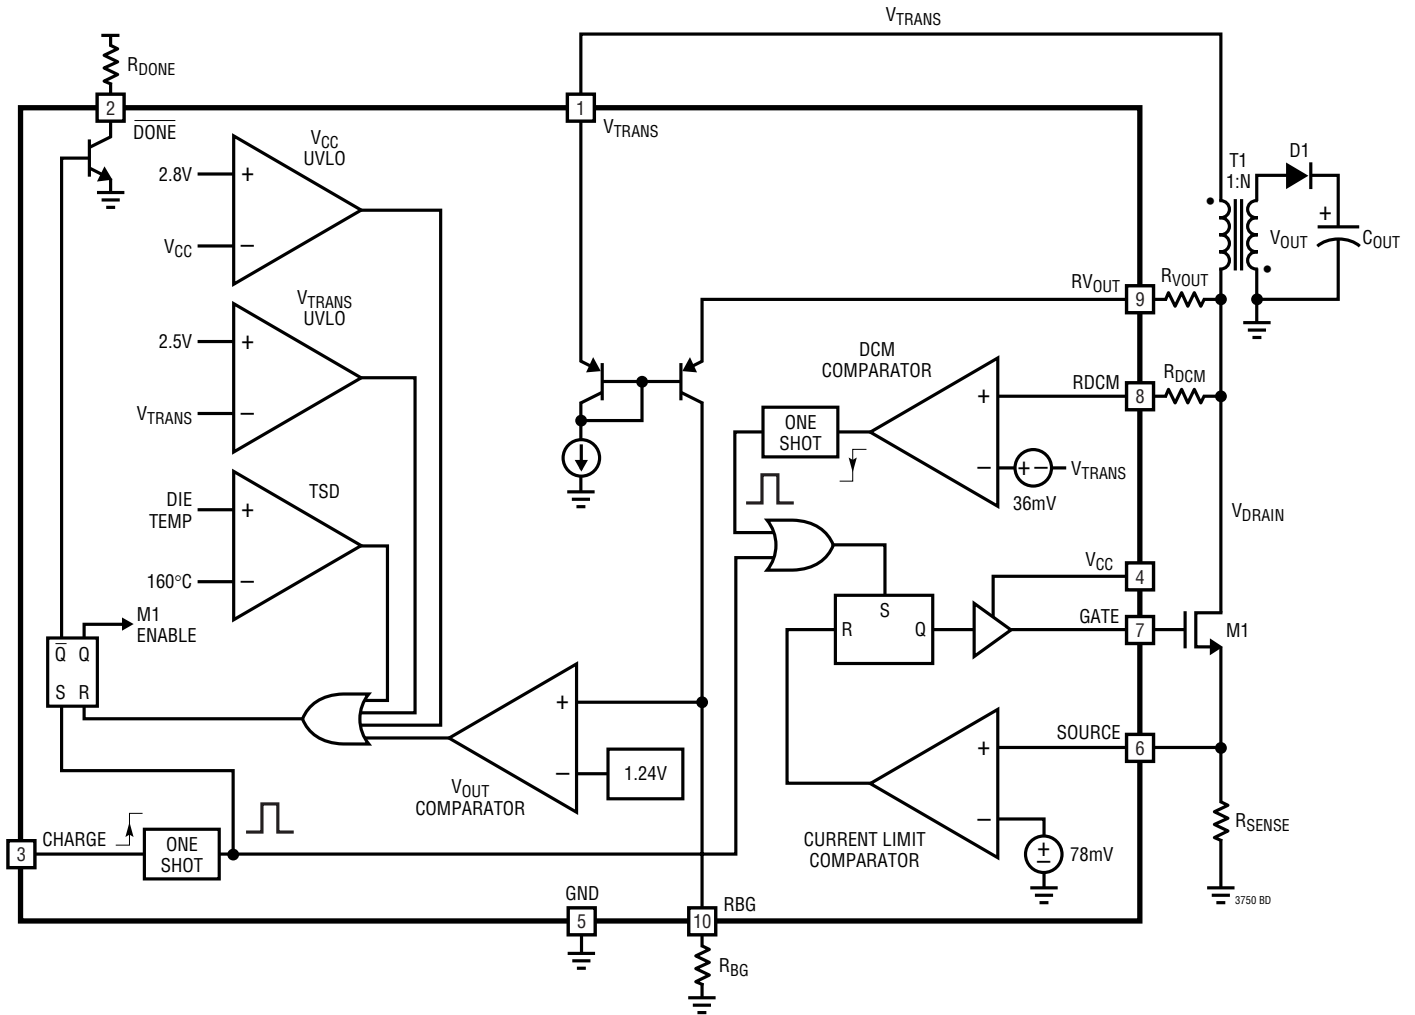 VTRANS
RDONE
2
DONE
1
VTRANS
VCC
UVLO
2.8V
+
VCC
−
VTRANS
UVLO
2.5V
+
VTRANS
−
TSD
DIE
TEMP
+
160°C
−
M1
ENABLE
Q Q
S R
T1
1:N
D1
+
VOUT
COUT
RVOUT
9
RVOUT
DCM
COMPARATOR
RDCM
8
RDCM
+
−
+ −
VTRANS
36mV
ONE
SHOT
VDRAIN
VCC
4
S
R
Q
GATE
7
M1
+
−
1.24V
VOUT
COMPARATOR
SOURCE
6
+
−
CURRENT LIMIT
COMPARATOR
+
−
78mV
RSENSE
3
CHARGE
ONE
SHOT
GND
5
RBG
10
RBG
3750 BD